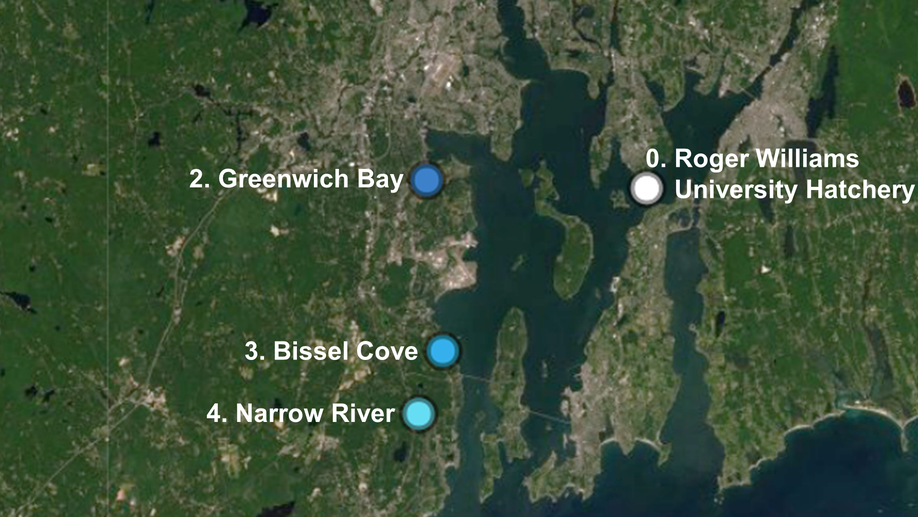 0. Roger Williams
University Hatchery
2. Greenwich Bay
3. Bissel Cove
4. Narrow River